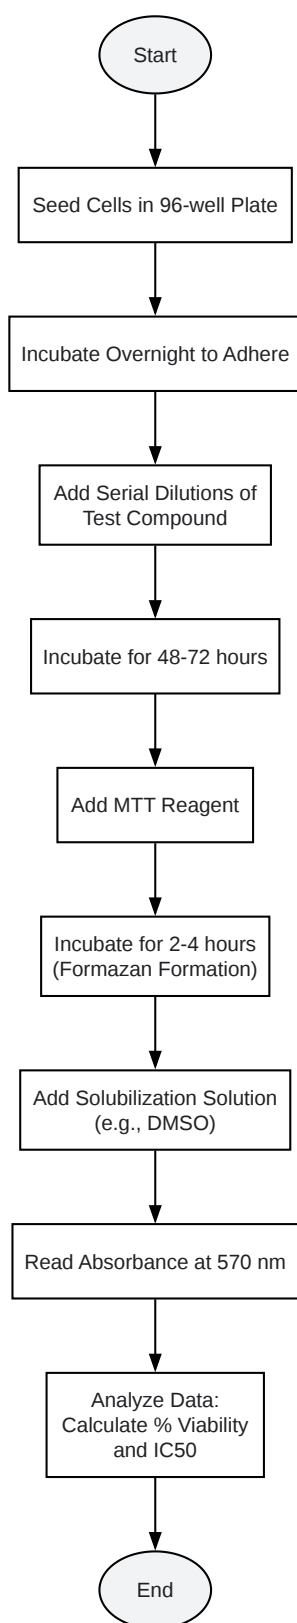 Start
Seed Cells in 96-well Plate
Incubate Overnight to Adhere
Add Serial Dilutions of
Test Compound
Incubate for 48-72 hours
Add MTT Reagent
Incubate for 2-4 hours
(Formazan Formation)
Add Solubilization Solution
(e.g., DMSO)
Read Absorbance at 570 nm
Analyze Data:
Calculate % Viability
and IC50
End